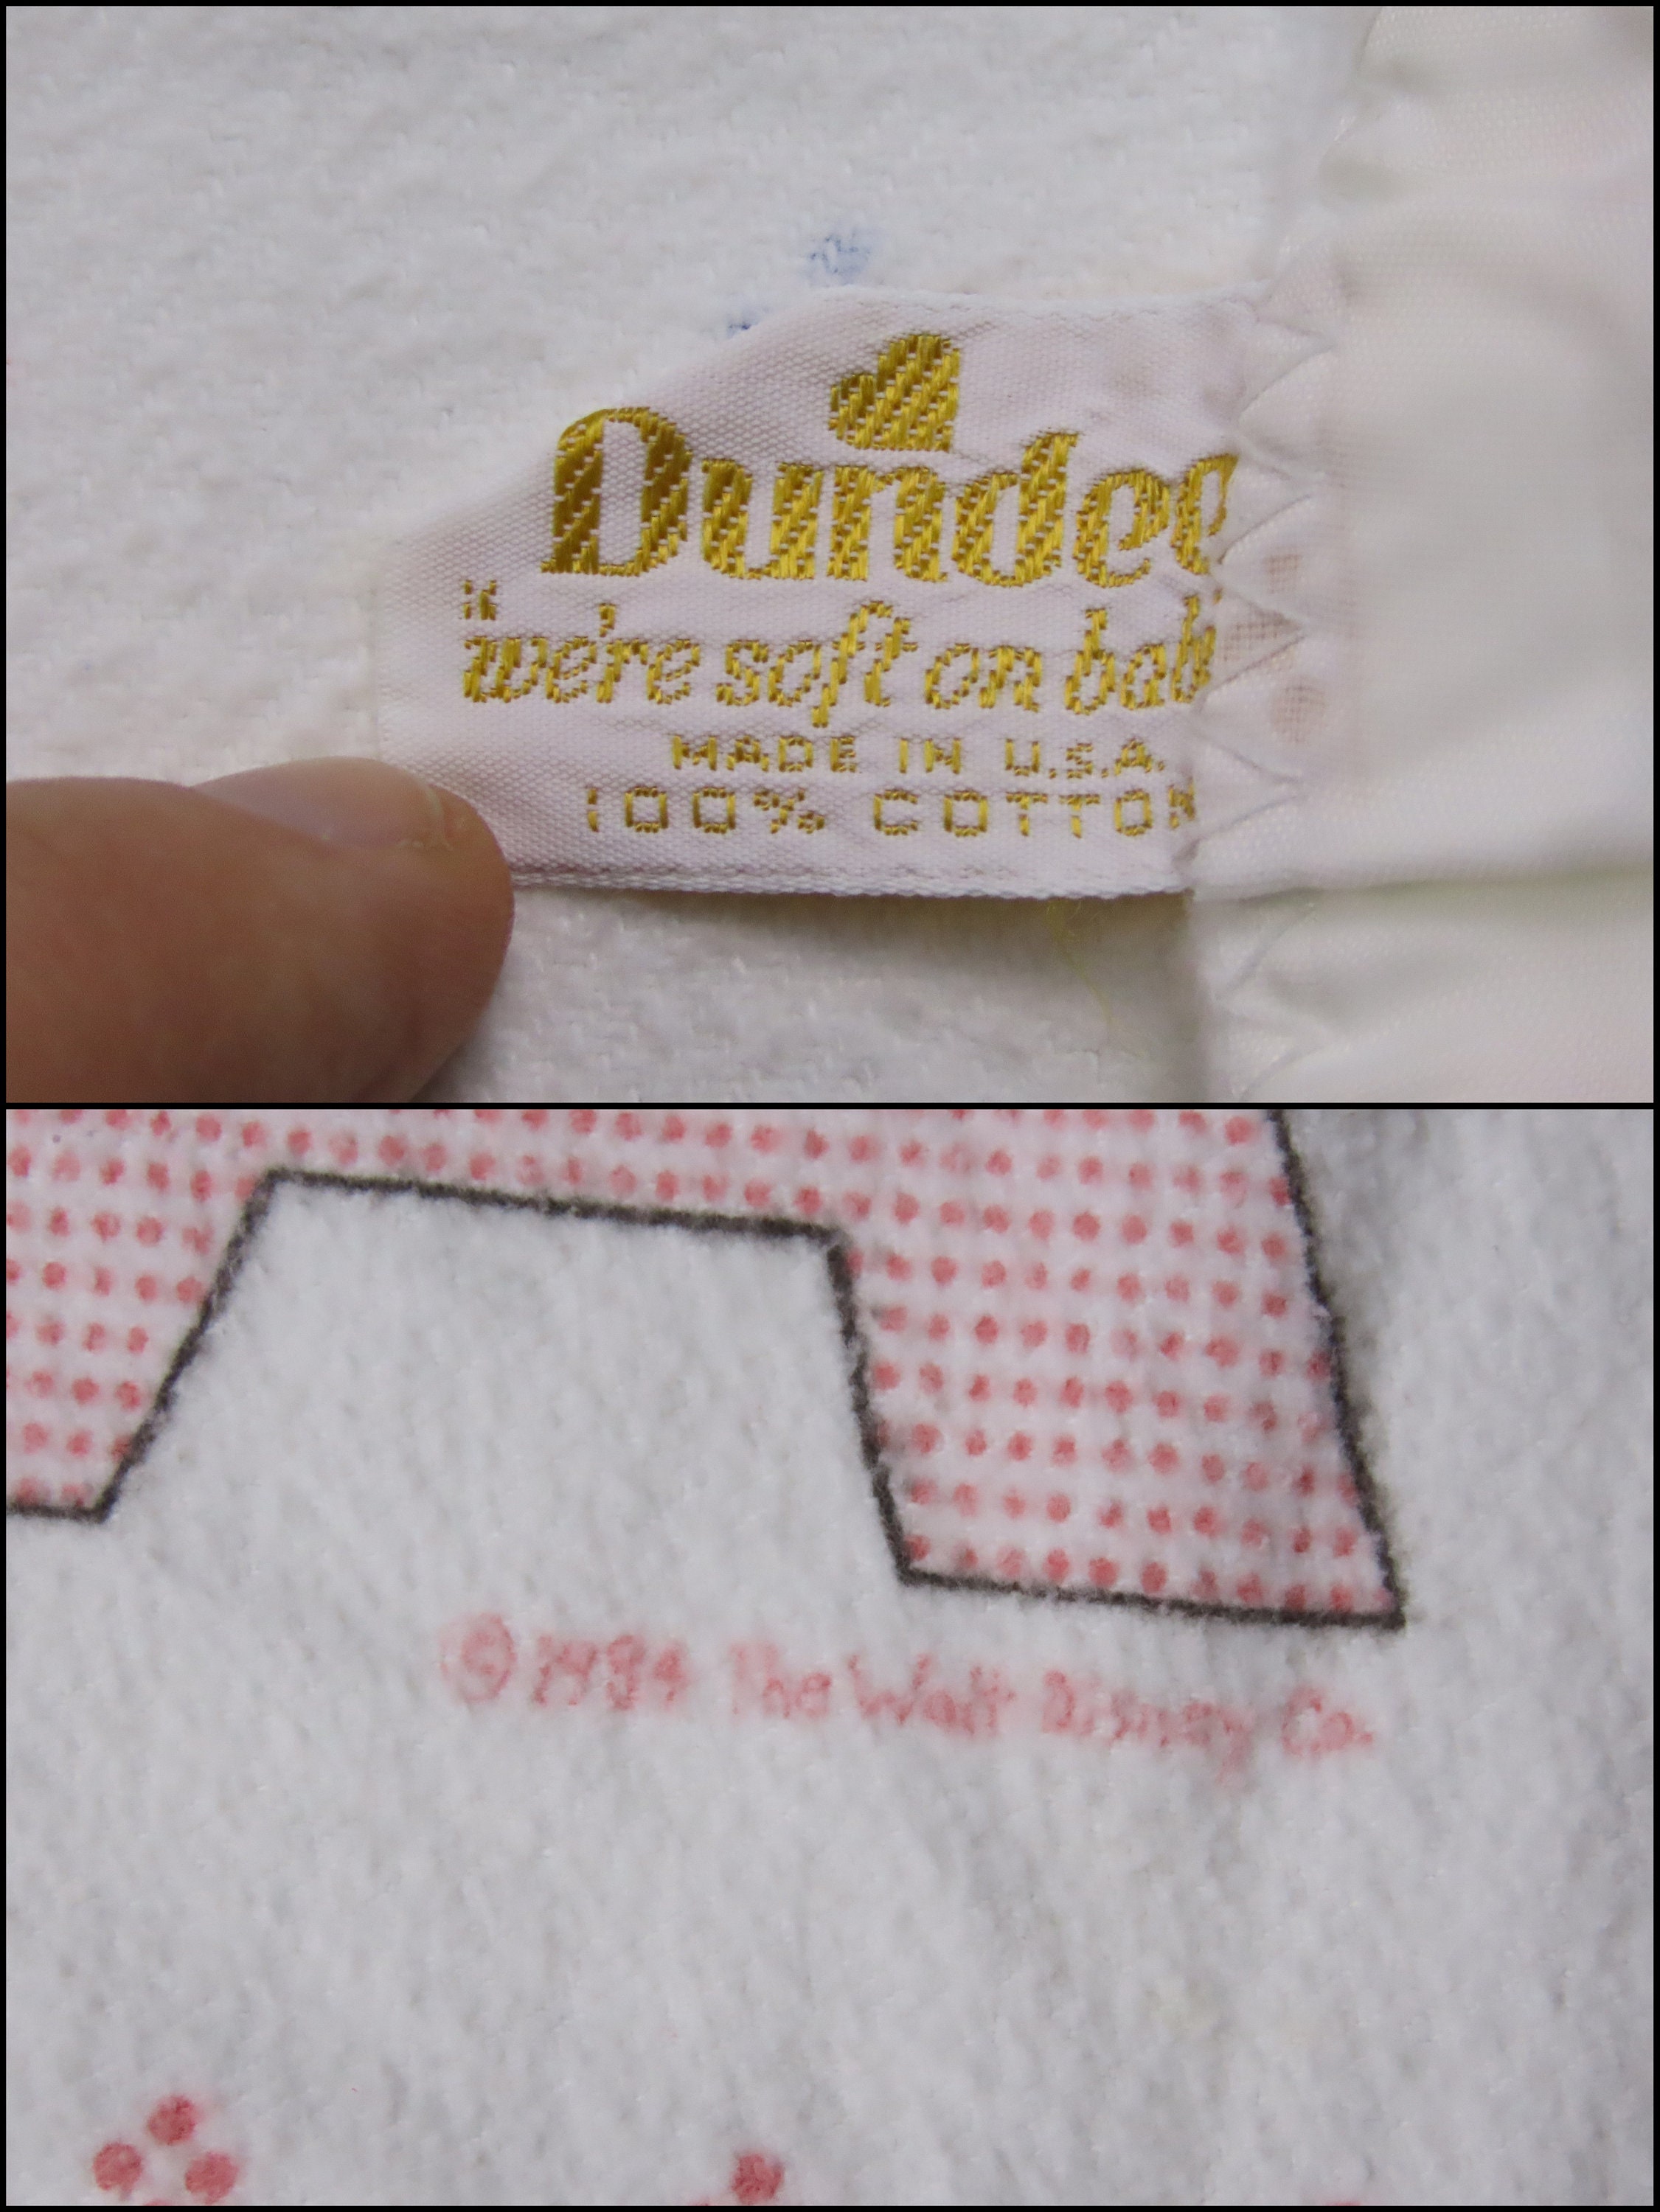 Dundee
"we're soft on bab
MADE IN U.S.A.
100% COTTON
© 1984 The Walt Disney Co.